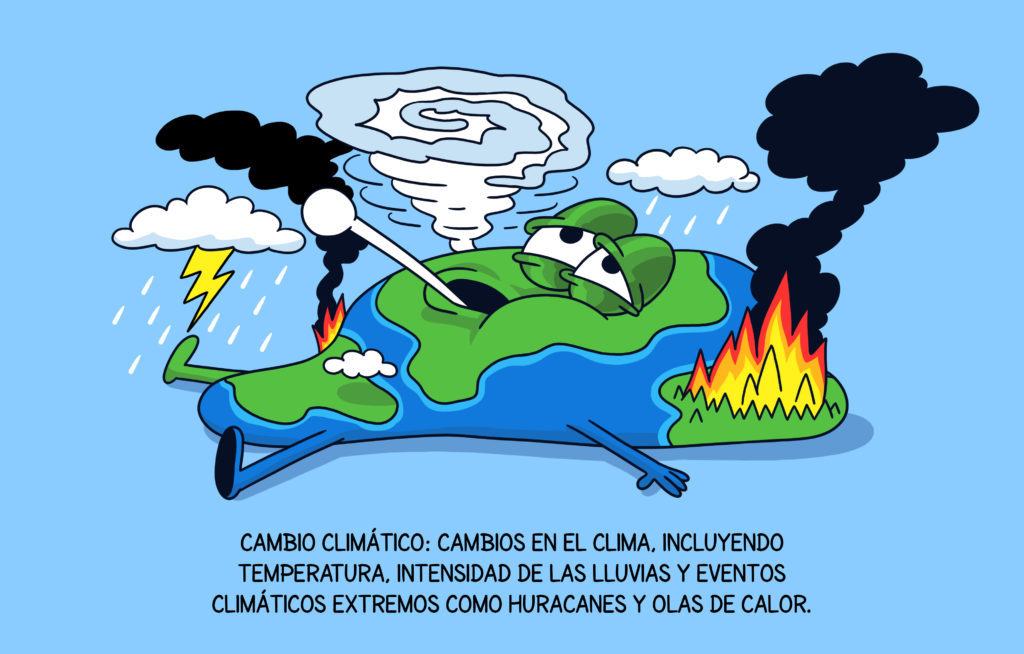 CAMBIO CLIMÁTICO: CAMBIOS EN EL CLIMA, INCLUYENDO
TEMPERATURA, INTENSIDAD DE LAS LLUVIAS Y EVENTOS
CLIMÁTICOS EXTREMOS COMO HURACANES Y OLAS DE CALOR.